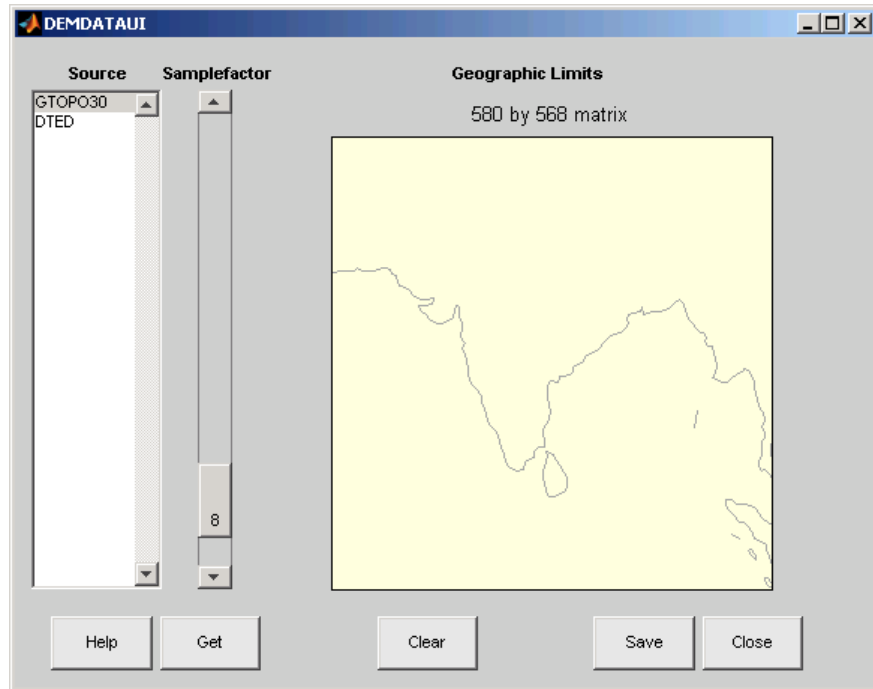 DEMDATAUI
Source
Samplefactor
Geographic Limits
GTOPO30
DTED
580 by 568 matrix
8
Help
Get
Clear
Save
Close